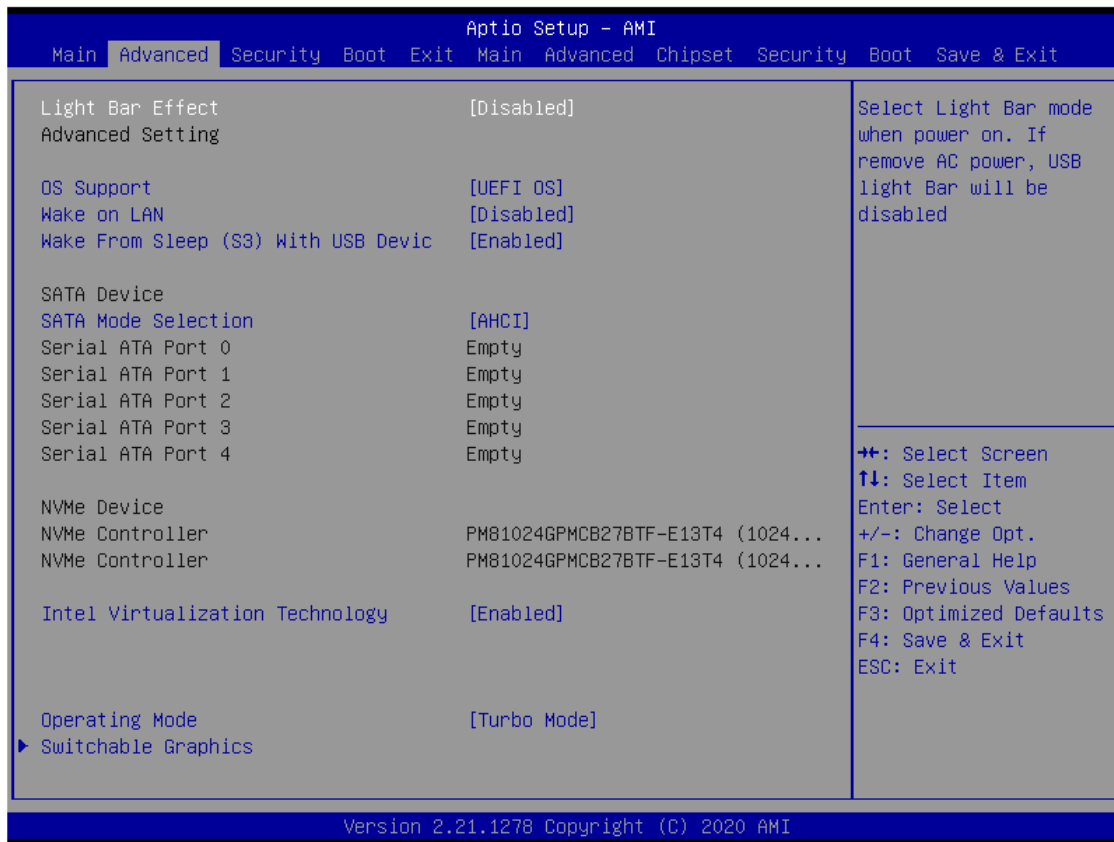 Aptio Setup – AMI
Main Advanced Security Boot Exit Main Advanced Chipset Security Boot Save & Exit
Light Bar Effect [Disabled]
Advanced Setting
OS Support [UEFI OS]
Wake on LAN [Disabled]
Wake From Sleep (S3) With USB Devic [Enabled]
SATA Device
SATA Mode Selection [AHCI]
Serial ATA Port 0 Empty
Serial ATA Port 1 Empty
Serial ATA Port 2 Empty
Serial ATA Port 3 Empty
Serial ATA Port 4 Empty
NVMe Device
NVMe Controller PM81024GPMCB27BTF-E13T4 (1024...
NVMe Controller PM81024GPMCB27BTF-E13T4 (1024...
Intel Virtualization Technology [Enabled]
Operating Mode [Turbo Mode]
Switchable Graphics
Select Light Bar mode
when power on. If
remove AC power, USB
light Bar will be
disabled
→←: Select Screen
↑↓: Select Item
Enter: Select
+/-: Change Opt.
F1: General Help
F2: Previous Values
F3: Optimized Defaults
F4: Save & Exit
ESC: Exit
Version 2.21.1278 Copyright (C) 2020 AMI